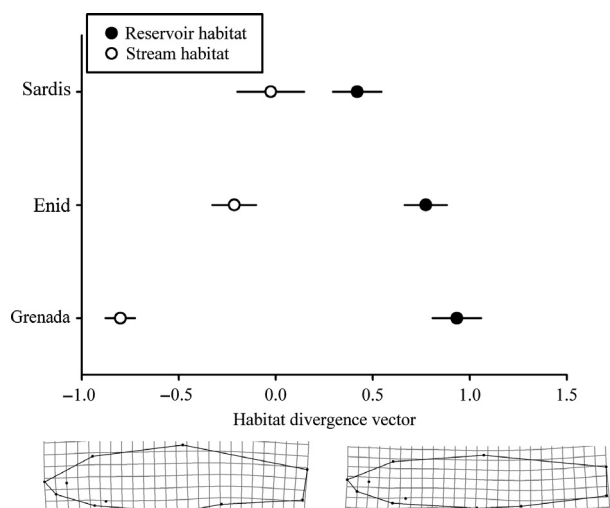 Reservoir habitat
Stream habitat
Sardis
Enid
Grenada
−1.0 −0.5 0.0 0.5 1.0 1.5
Habitat divergence vector